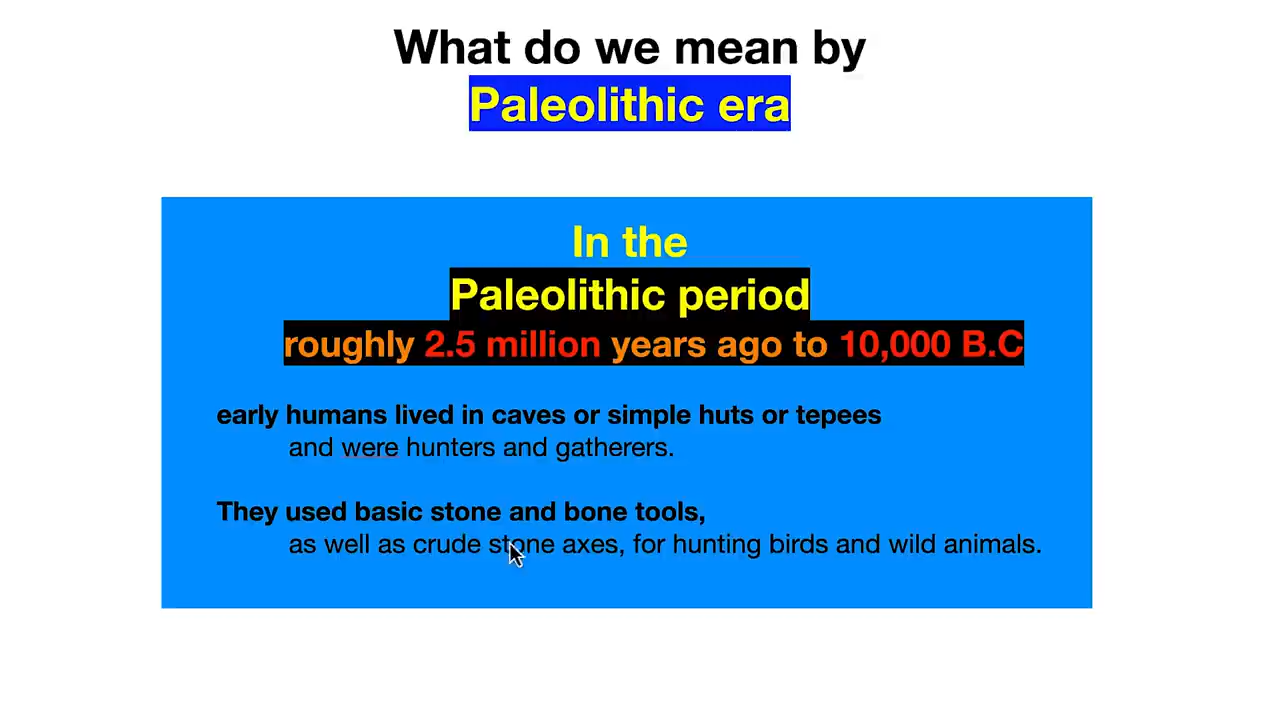 What do we mean by
Paleolithic era
In the
Paleolithic period
roughly 2.5 million years ago to 10,000 B.C
early humans lived in caves or simple huts or tepees
and were hunters and gatherers.
They used basic stone and bone tools,
as well as crude stone axes, for hunting birds and wild animals.